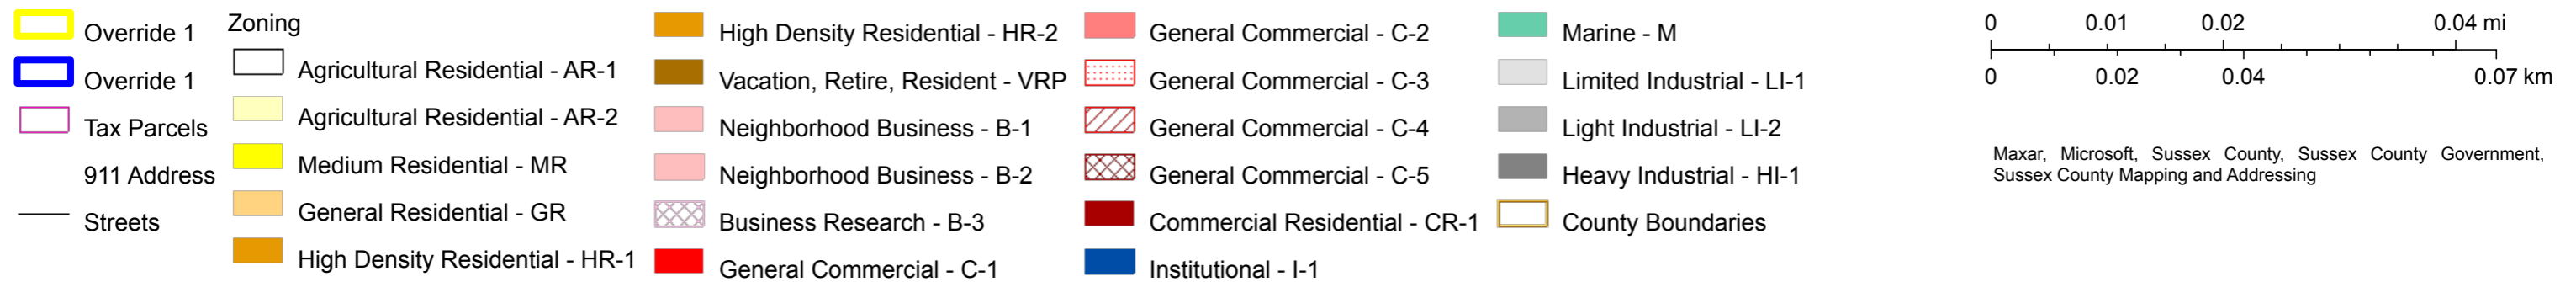 Override 1
Override 1
Tax Parcels
911 Address
Streets
Zoning
Agricultural Residential - AR-1
Agricultural Residential - AR-2
Medium Residential - MR
General Residential - GR
High Density Residential - HR-1
High Density Residential - HR-2
Vacation, Retire, Resident - VRP
Neighborhood Business - B-1
Neighborhood Business - B-2
Business Research - B-3
General Commercial - C-1
General Commercial - C-2
General Commercial - C-3
General Commercial - C-4
General Commercial - C-5
Commercial Residential - CR-1
Institutional - I-1
Marine - M
Limited Industrial - LI-1
Light Industrial - LI-2
Heavy Industrial - HI-1
County Boundaries
0 0.01 0.02 0.04 mi
0 0.02 0.04 0.07 km
Maxar, Microsoft, Sussex County, Sussex County Government,
Sussex County Mapping and Addressing